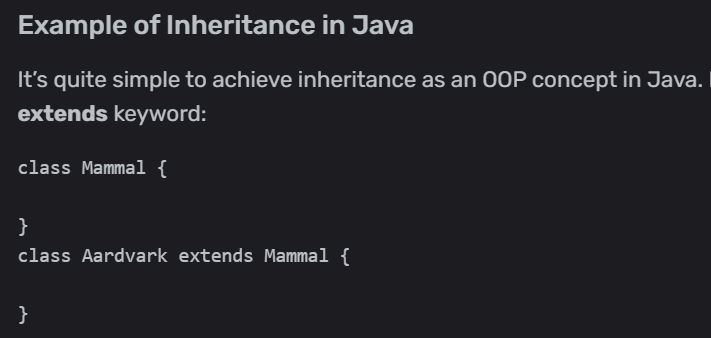 Example of Inheritance in Java
It's quite simple to achieve inheritance as an OOP concept in Java.
extends keyword:
class Mammal {
}
class Aardvark extends Mammal {
}